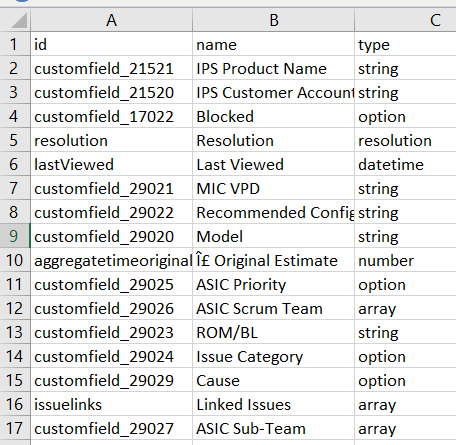 A B C
1 id name type
2 customfield_21521 IPS Product Name string
3 customfield_21520 IPS Customer Account string
4 customfield_17022 Blocked option
5 resolution Resolution resolution
6 lastViewed Last Viewed datetime
7 customfield_29021 MIC VPD string
8 customfield_29022 Recommended Config string
9 customfield_29020 Model string
10 aggregatetimeoriginal Î£ Original Estimate number
11 customfield_29025 ASIC Priority option
12 customfield_29026 ASIC Scrum Team array
13 customfield_29023 ROM/BL string
14 customfield_29024 Issue Category option
15 customfield_29029 Cause option
16 issuelinks Linked Issues array
17 customfield_29027 ASIC Sub-Team array